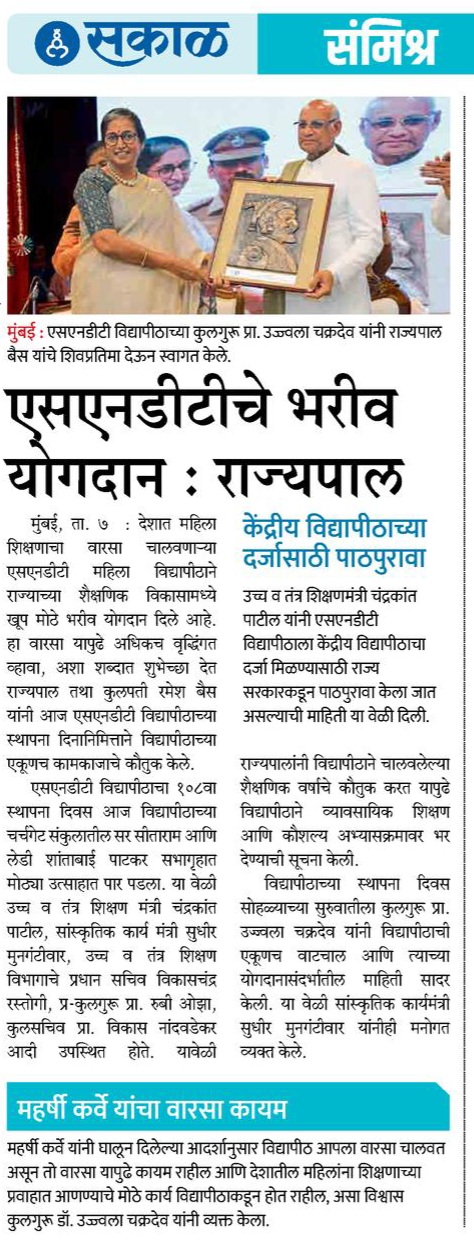 सकाळ
संमिश्र
मुंबई : एसएनडीटी विद्यापीठाच्या कुलगुरू प्रा. उज्ज्वला चक्रदेव यांनी राज्यपाल
बैस यांचे शिवप्रतिमा देऊन स्वागत केले.
एसएनडीटीचे भरीव
योगदान : राज्यपाल
मुंबई, ता. ७ : देशात महिला
शिक्षणाचा वारसा चालवणाऱ्या
एसएनडीटी महिला विद्यापीठाने
राज्याच्या शैक्षणिक विकासामध्ये
खूप मोठे भरीव योगदान दिले आहे.
हा वारसा यापुढे अधिकच वृद्धिंगत
व्हावा, अशा शब्दात शुभेच्छा देत
राज्यपाल तथा कुलपती रमेश बैस
यांनी आज एसएनडीटी विद्यापीठाच्या
स्थापना दिनानिमित्ताने विद्यापीठाच्या
एकूणच कामकाजाचे कौतुक केले.
एसएनडीटी विद्यापीठाचा १०८वा
स्थापना दिवस आज विद्यापीठाच्या
चर्चगेट संकुलातील सर सीताराम आणि
लेडी शांताबाई पाटकर सभागृहात
मोठ्या उत्साहात पार पडला. या वेळी
उच्च व तंत्र शिक्षण मंत्री चंद्रकांत
पाटील, सांस्कृतिक कार्य मंत्री सुधीर
मुनगंटीवार, उच्च व तंत्र शिक्षण
विभागाचे प्रधान सचिव विकासचंद्र
रस्तोगी, प्र-कुलगुरू प्रा. रुबी ओझा,
कुलसचिव प्रा. विकास नांदवडेकर
आदी उपस्थित होते. यावेळी
केंद्रीय विद्यापीठाच्या
दर्जासाठी पाठपुरावा
उच्च व तंत्र शिक्षणमंत्री चंद्रकांत
पाटील यांनी एसएनडीटी
विद्यापीठाला केंद्रीय विद्यापीठाचा
दर्जा मिळण्यासाठी राज्य
सरकारकडून पाठपुरावा केला जात
असल्याची माहिती या वेळी दिली.
राज्यपालांनी विद्यापीठाने चालवलेल्या
शैक्षणिक वर्षाचे कौतुक करत यापुढे
विद्यापीठाने व्यावसायिक शिक्षण
आणि कौशल्य अभ्यासक्रमावर भर
देण्याची सूचना केली.
विद्यापीठाच्या स्थापना दिवस
सोहळ्याच्या सुरुवातीला कुलगुरू प्रा.
उज्ज्वला चक्रदेव यांनी विद्यापीठाची
एकूणच वाटचाल आणि त्याच्या
योगदानासंदर्भातील माहिती सादर
केली. या वेळी सांस्कृतिक कार्यमंत्री
सुधीर मुनगंटीवार यांनीही मनोगत
व्यक्त केले.
महर्षी कर्वे यांचा वारसा कायम
महर्षी कर्वे यांनी घालून दिलेल्या आदर्शानुसार विद्यापीठ आपला वारसा चालवत
असून तो वारसा यापुढे कायम राहील आणि देशातील महिलांना शिक्षणाच्या
प्रवाहात आणण्याचे मोठे कार्य विद्यापीठाकडून होत राहील, असा विश्वास
कुलगुरू डॉ. उज्ज्वला चक्रदेव यांनी व्यक्त केला.